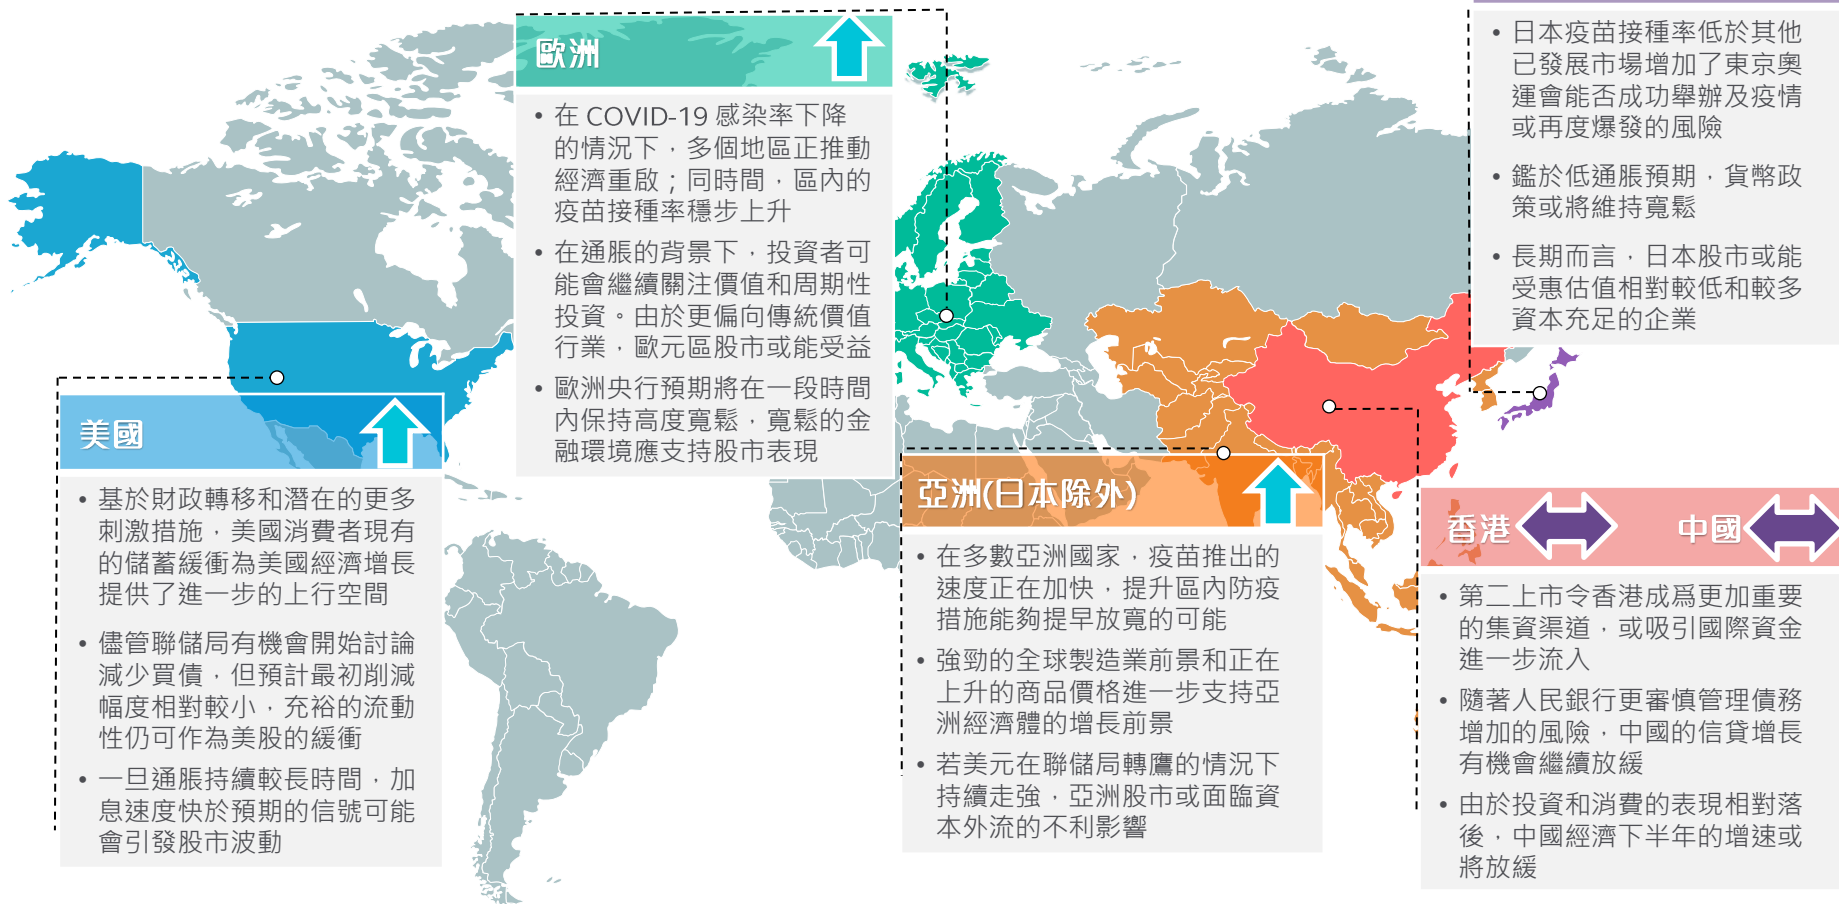 歐洲
• 在 COVID-19 感染率下降
的情況下，多個地區正推動
經濟重啟；同時間，區內的
疫苗接種率穩步上升
• 在通脹的背景下，投資者可
能會繼續關注價值和周期性
投資。由於更偏向傳統價值
行業，歐元區股市或能受益
• 歐洲央行預期將在一段時間
內保持高度寬鬆，寬鬆的金
融環境應支持股市表現
• 日本疫苗接種率低於其他
已發展市場增加了東京奧
運會能否成功舉辦及疫情
或再度爆發的風險
• 鑑於低通脹預期，貨幣政
策或將維持寬鬆
• 長期而言，日本股市或能
受惠估值相對較低和較多
資本充足的企業
美國
• 基於財政轉移和潛在的更多
刺激措施，美國消費者現有
的儲蓄緩衝為美國經濟增長
提供了進一步的上行空間
• 儘管聯儲局有機會開始討論
減少買債，但預計最初削減
幅度相對較小，充裕的流動
性仍可作為美股的緩衝
• 一旦通脹持續較長時間，加
息速度快於預期的信號可能
會引發股市波動
亞洲(日本除外)
• 在多數亞洲國家，疫苗推出的
速度正在加快，提升區內防疫
措施能夠提早放寬的可能
• 強勁的全球製造業前景和正在
上升的商品價格進一步支持亞
洲經濟體的增長前景
• 若美元在聯儲局轉鷹的情況下
持續走強，亞洲股市或面臨資
本外流的不利影響
香港 中國
• 第二上市令香港成爲更加重要
的集資渠道，或吸引國際資金
進一步流入
• 隨著人民銀行更審慎管理債務
增加的風險，中國的信貸增長
有機會繼續放緩
• 由於投資和消費的表現相對落
後，中國經濟下半年的增速或
將放緩